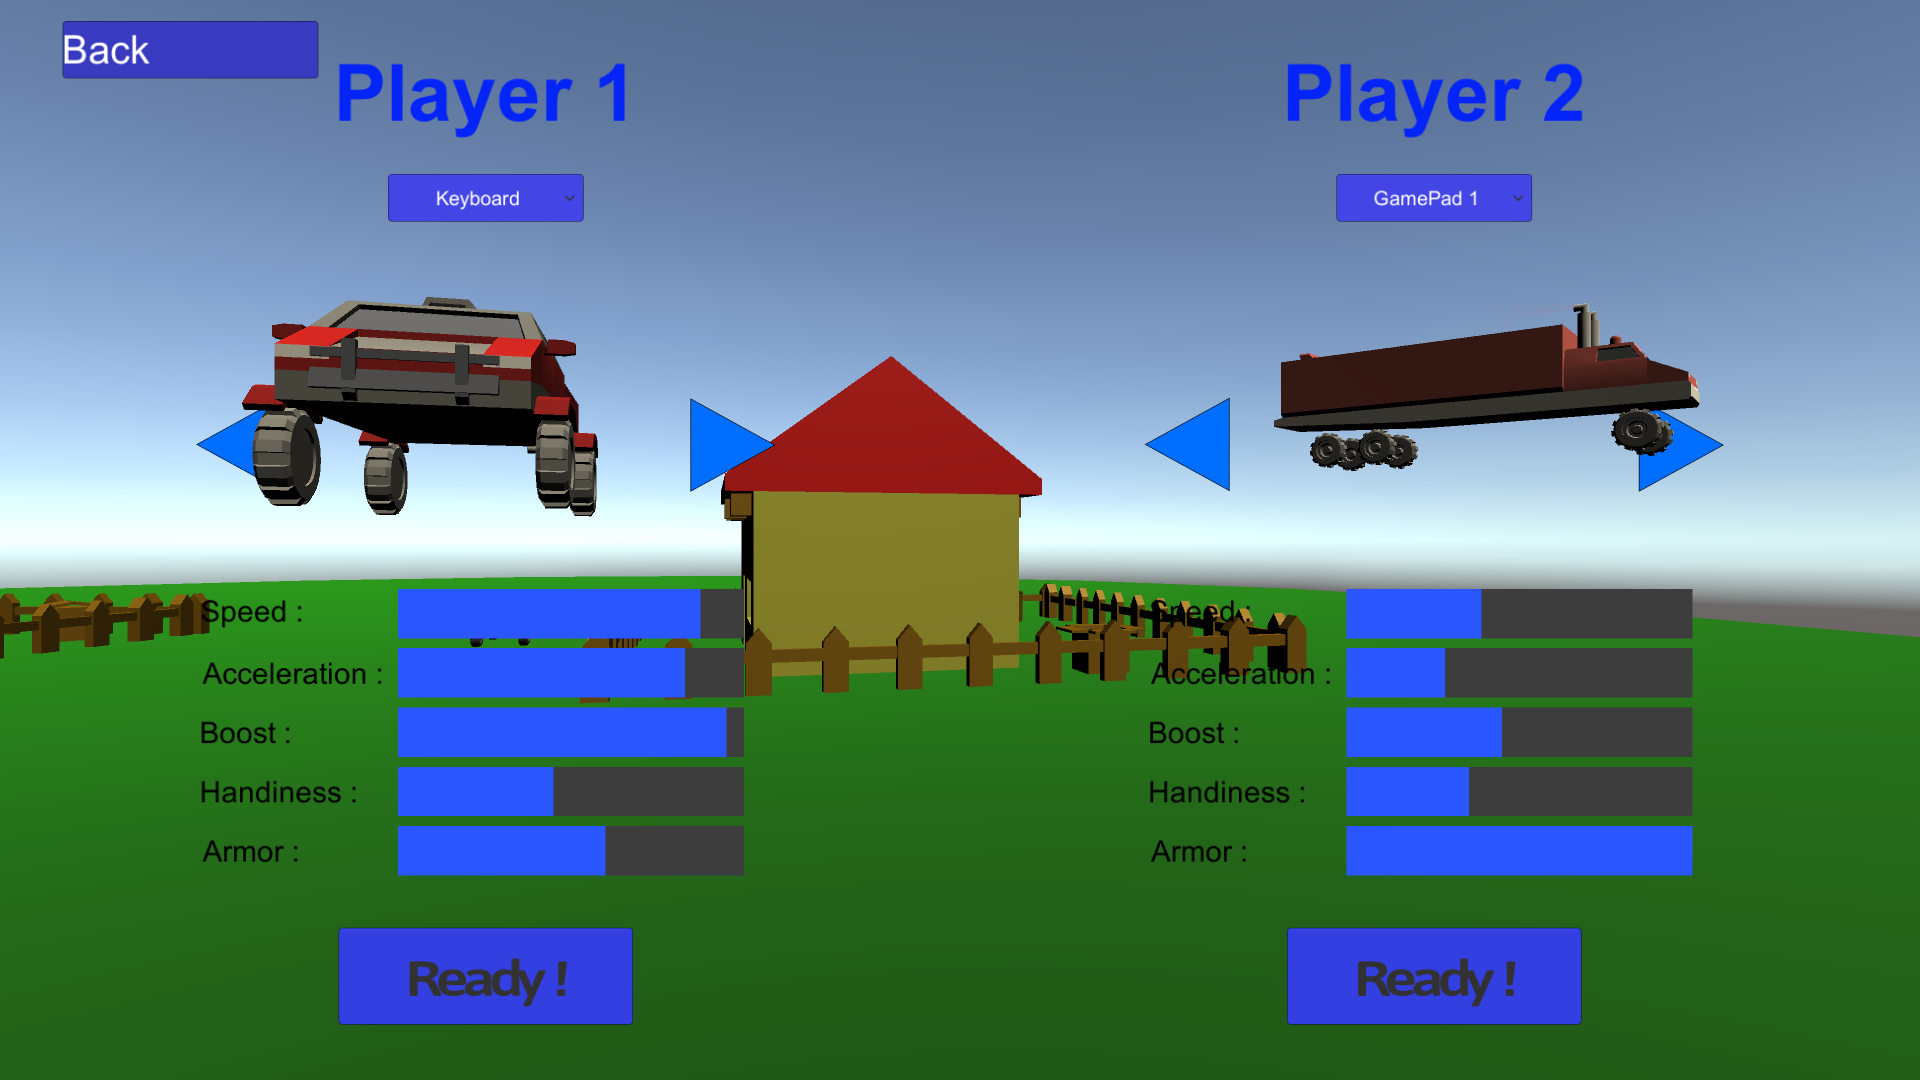 Back
Player 1
Keyboard
Speed :
Acceleration :
Boost :
Handiness :
Armor :
Ready !
Player 2
GamePad 1
Speed :
Acceleration :
Boost :
Handiness :
Armor :
Ready !